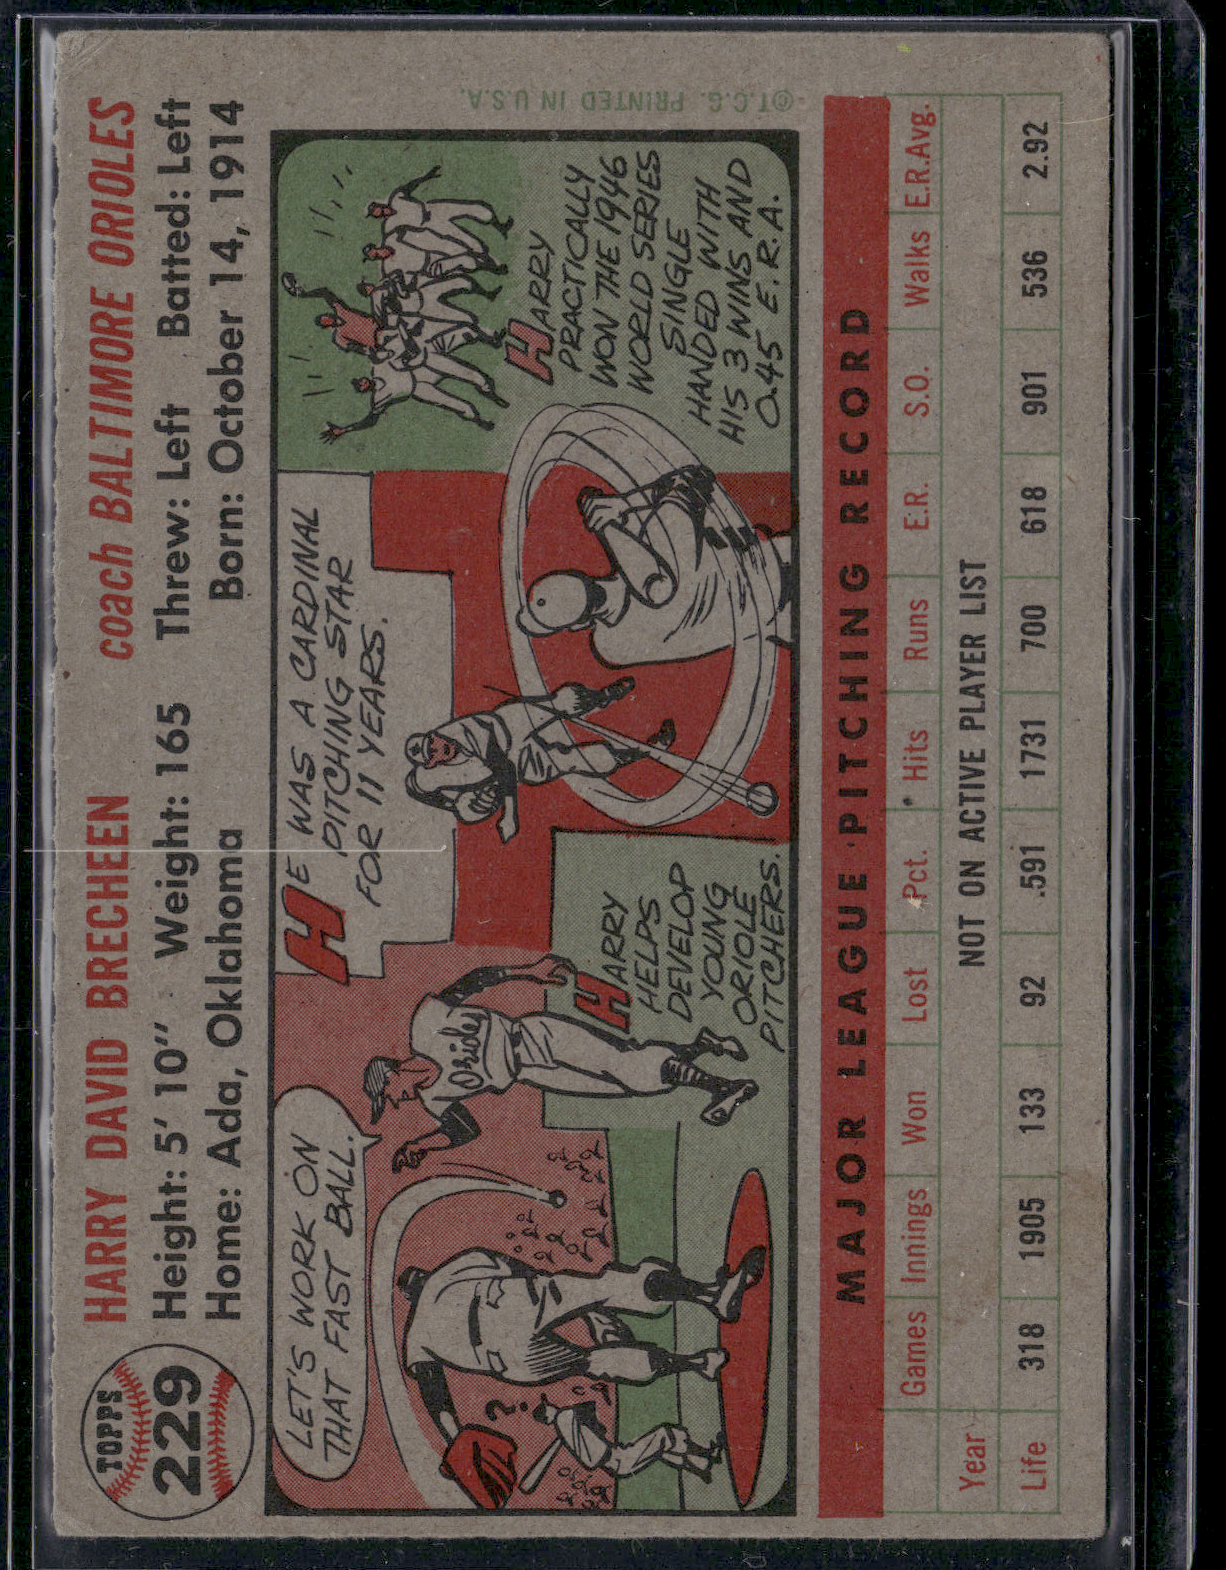 TOPPS
229
HARRY DAVID BRECHEEN coach BALTIMORE ORIOLES
Height: 5' 10" Weight: 165 Threw: Left Batted: Left
Home: Ada, Oklahoma Born: October 14, 1914
LET'S WORK ON
THAT FAST BALL.
?
Orioles
HARRY
HELPS
DEVELOP
YOUNG
ORIOLE
PITCHERS.
HE WAS A CARDINAL
PITCHING STAR
FOR 11 YEARS.
HARRY
PRACTICALLY
WON THE 1946
WORLD SERIES
SINGLE
HANDED WITH
HIS 3 WINS AND
0.45 E.R.A.
©T.C.G. PRINTED IN U.S.A.
MAJOR LEAGUE PITCHING RECORD
Games Innings Won Lost Pct. Hits Runs E.R. S.O. Walks E.R.Avg.
Year NOT ON ACTIVE PLAYER LIST
Life 318 1905 133 92 .591 1731 700 618 901 536 2.92